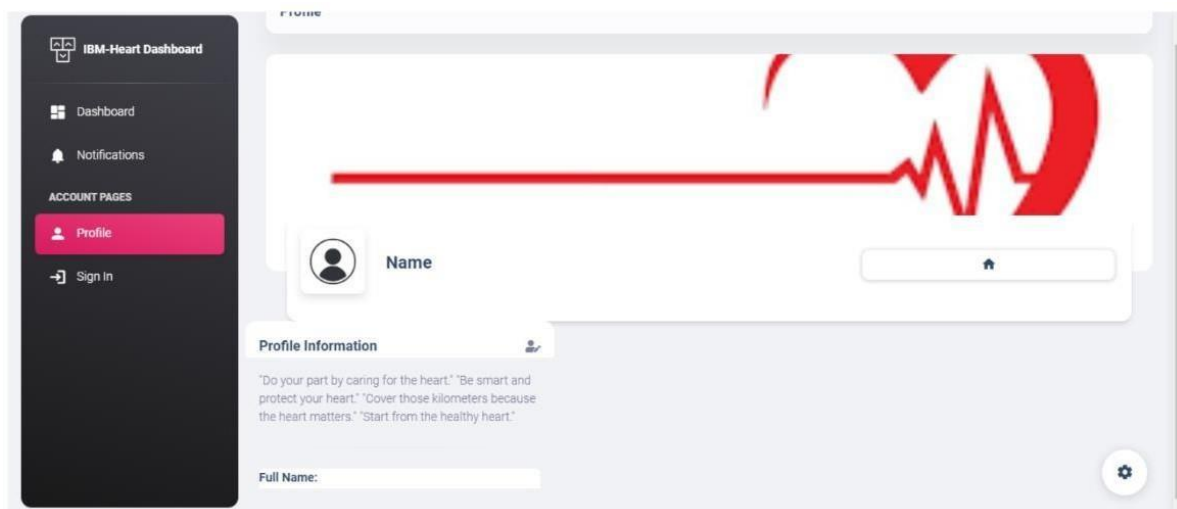 Profile
IBM-Heart Dashboard
Dashboard
Notifications
ACCOUNT PAGES
Profile
Sign In
Name
Profile Information
"Do your part by caring for the heart." "Be smart and
protect your heart." "Cover those kilometers because
the heart matters." "Start from the healthy heart."
Full Name: